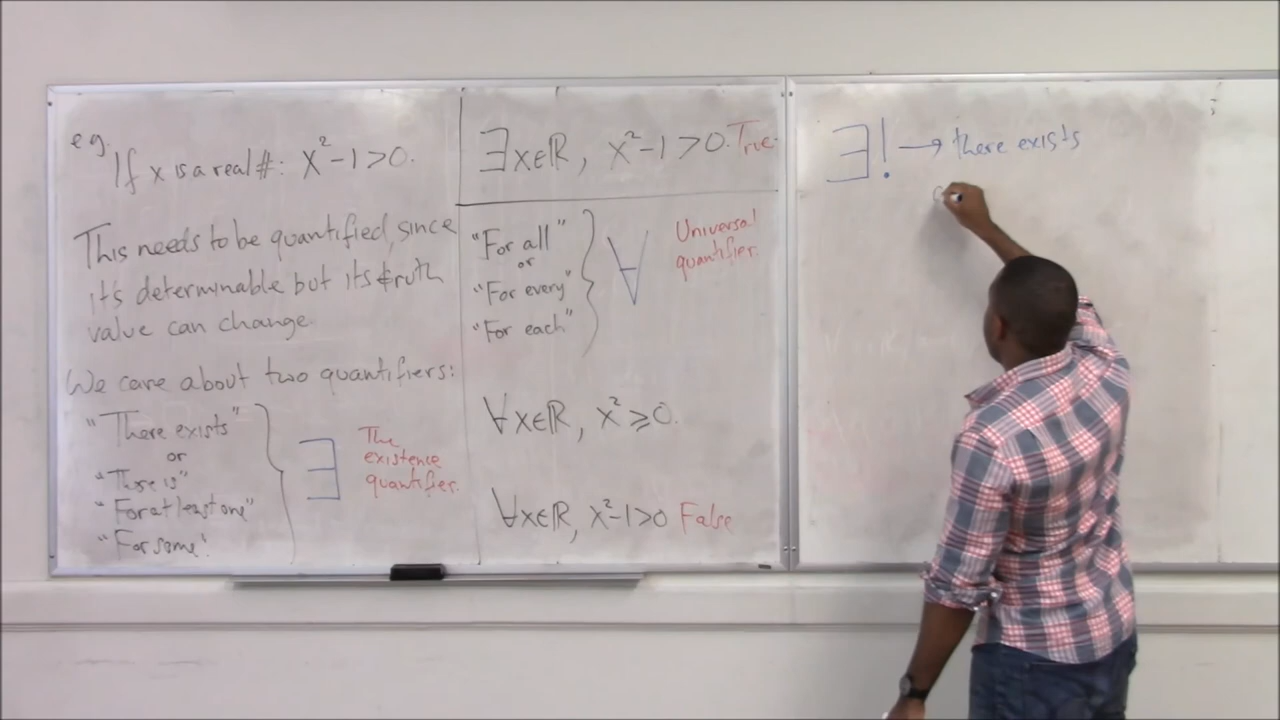 e.g.
If x is a real #: x² - 1 > 0.
This needs to be quantified, since
it's determinable but its truth
value can change.
We care about two quantifiers:
"There exists"
or
"There is"
"For at least one"
"For some"
∃
The
existence
quantifier.
∃x∈ℝ, x² - 1 > 0. True.
"For all"
or
"For every"
"For each"
∀
Universal
quantifier.
∀x∈ℝ, x² ≥ 0.
∀x∈ℝ, x² - 1 > 0 False
∃! → there exists